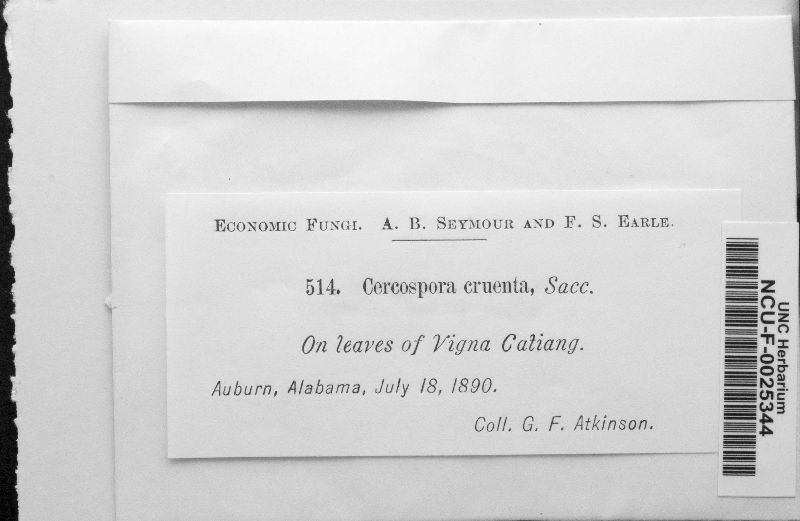 ECONOMIC FUNGI. A. B. SEYMOUR AND F. S. EARLE.
514. Cercospora cruenta, Sacc.
On leaves of Vigna Catiang.
Auburn, Alabama, July 18, 1890.
Coll. G. F. Atkinson.
UNC Herbarium
NCU-F-0025344